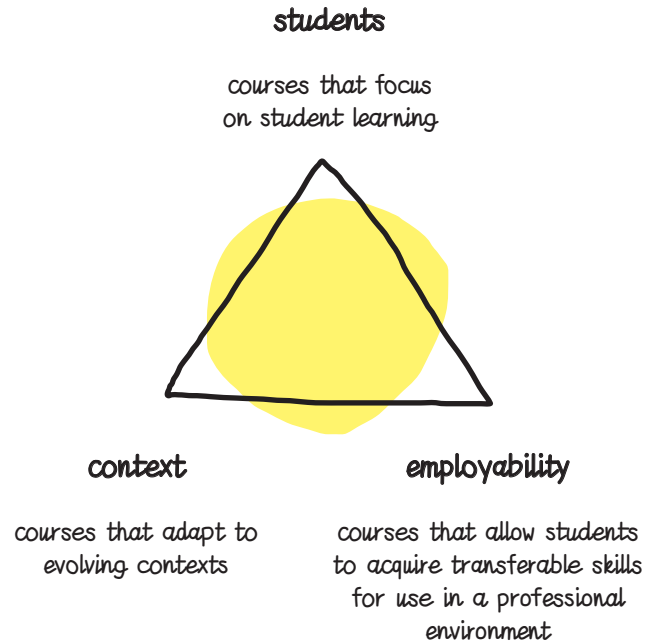 students
courses that focus
on student learning
context
courses that adapt to
evolving contexts
employability
courses that allow students
to acquire transferable skills
for use in a professional
environment